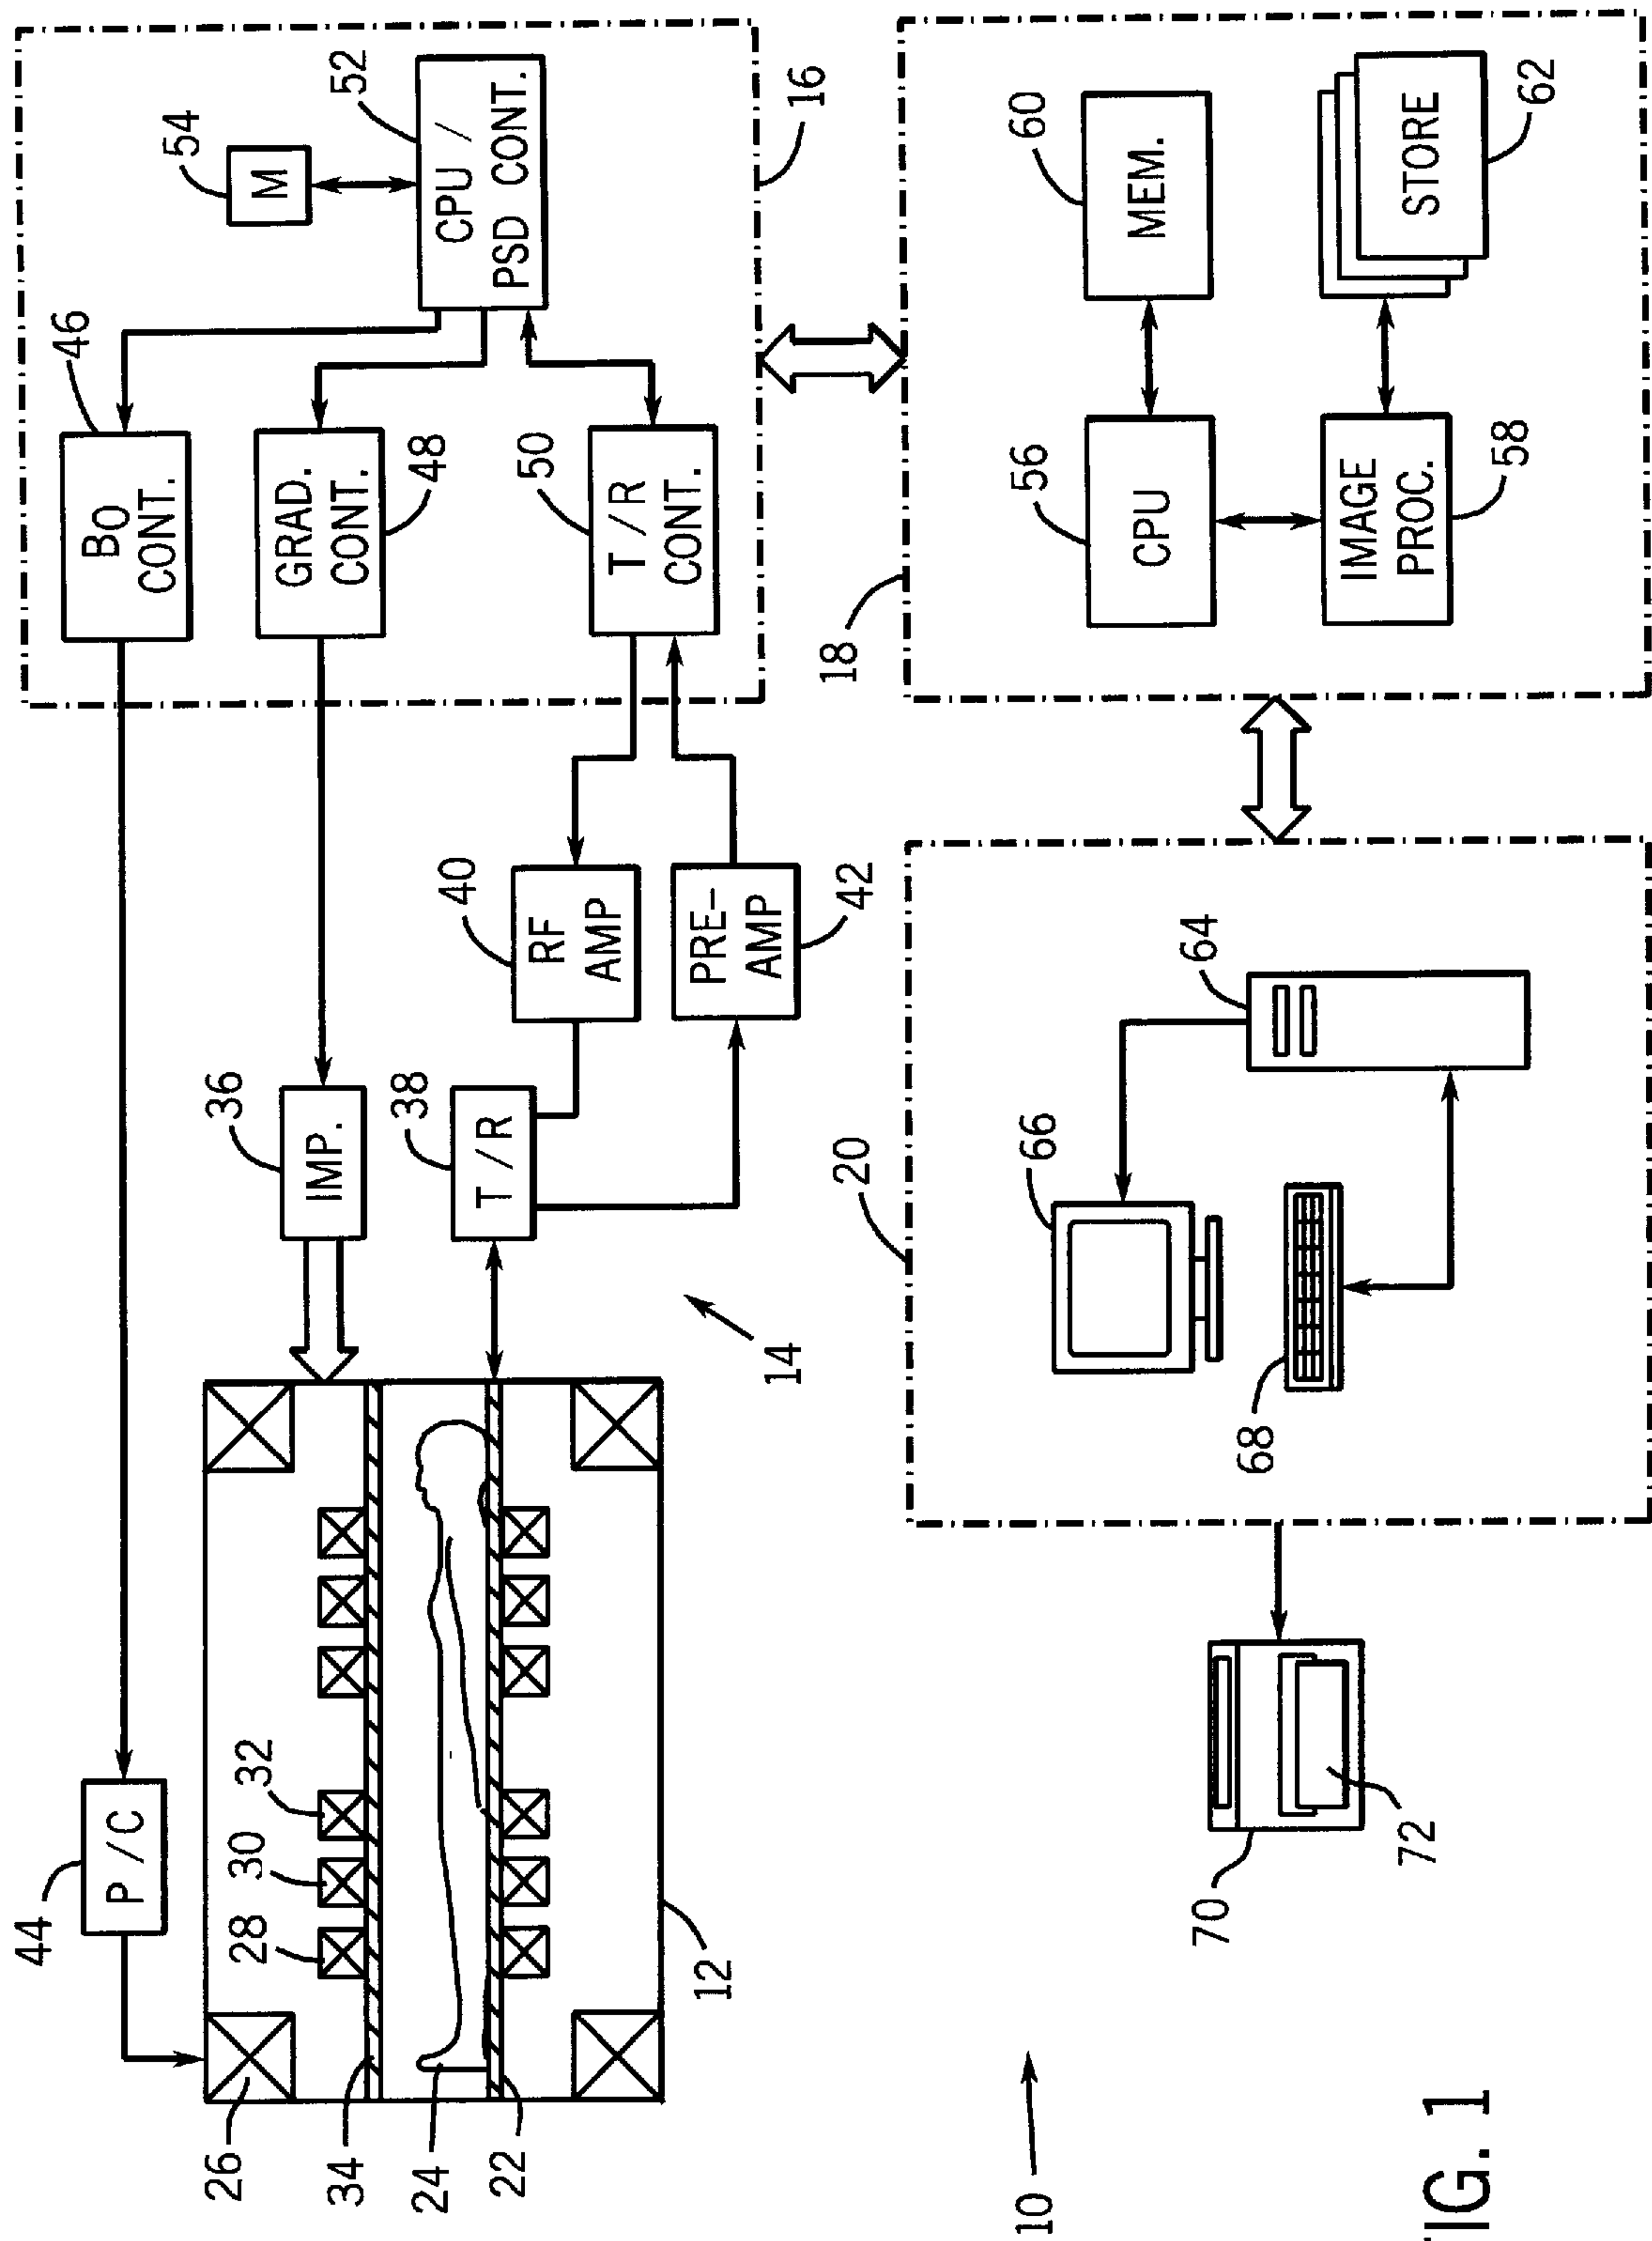 44
P/C
46
B0
CONT.
54
M
52
CPU /
PSD CONT.
26
28
30
32
36
IMP.
GRAD.
CONT.
48
34
38
T/R
40
RF
AMP
50
T/R
CONT.
24
22
PRE-
AMP
42
16
12
14
10
20
18
66
64
56
CPU
60
MEM.
68
IMAGE
PROC.
58
STORE
62
70
72
FIG. 1